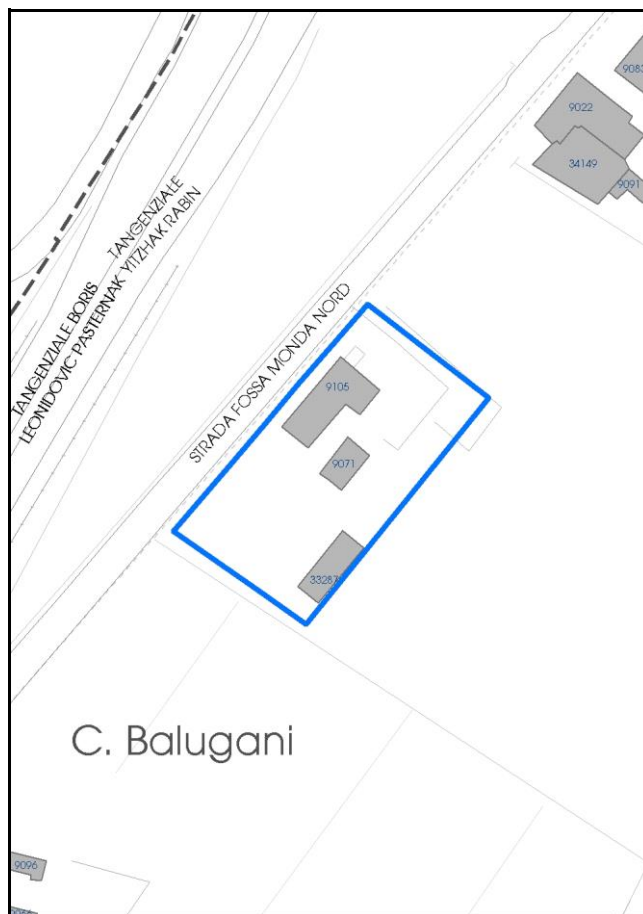 9083
9022
34149
9091
TANGENZIALE
YITZHAK RABIN
TANGENZIALE BORIS
LEONIDOVIC PASTERNAK
STRADA FOSSA MONDA NORD
9105
9071
33287
C. Balugani
9096